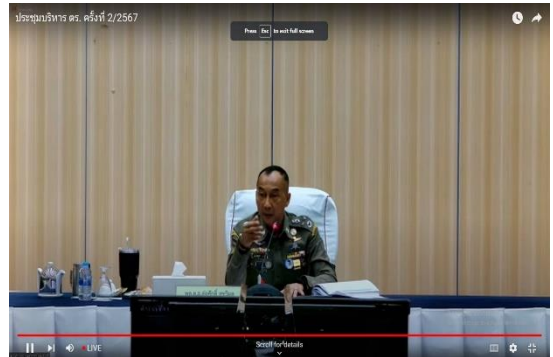 ประชุมบริหาร ตร. ครั้งที่ 2/2567
Press Esc to exit full screen
LIVE
Scroll for details